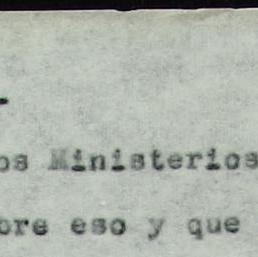 os Ministerios
ore eso y que